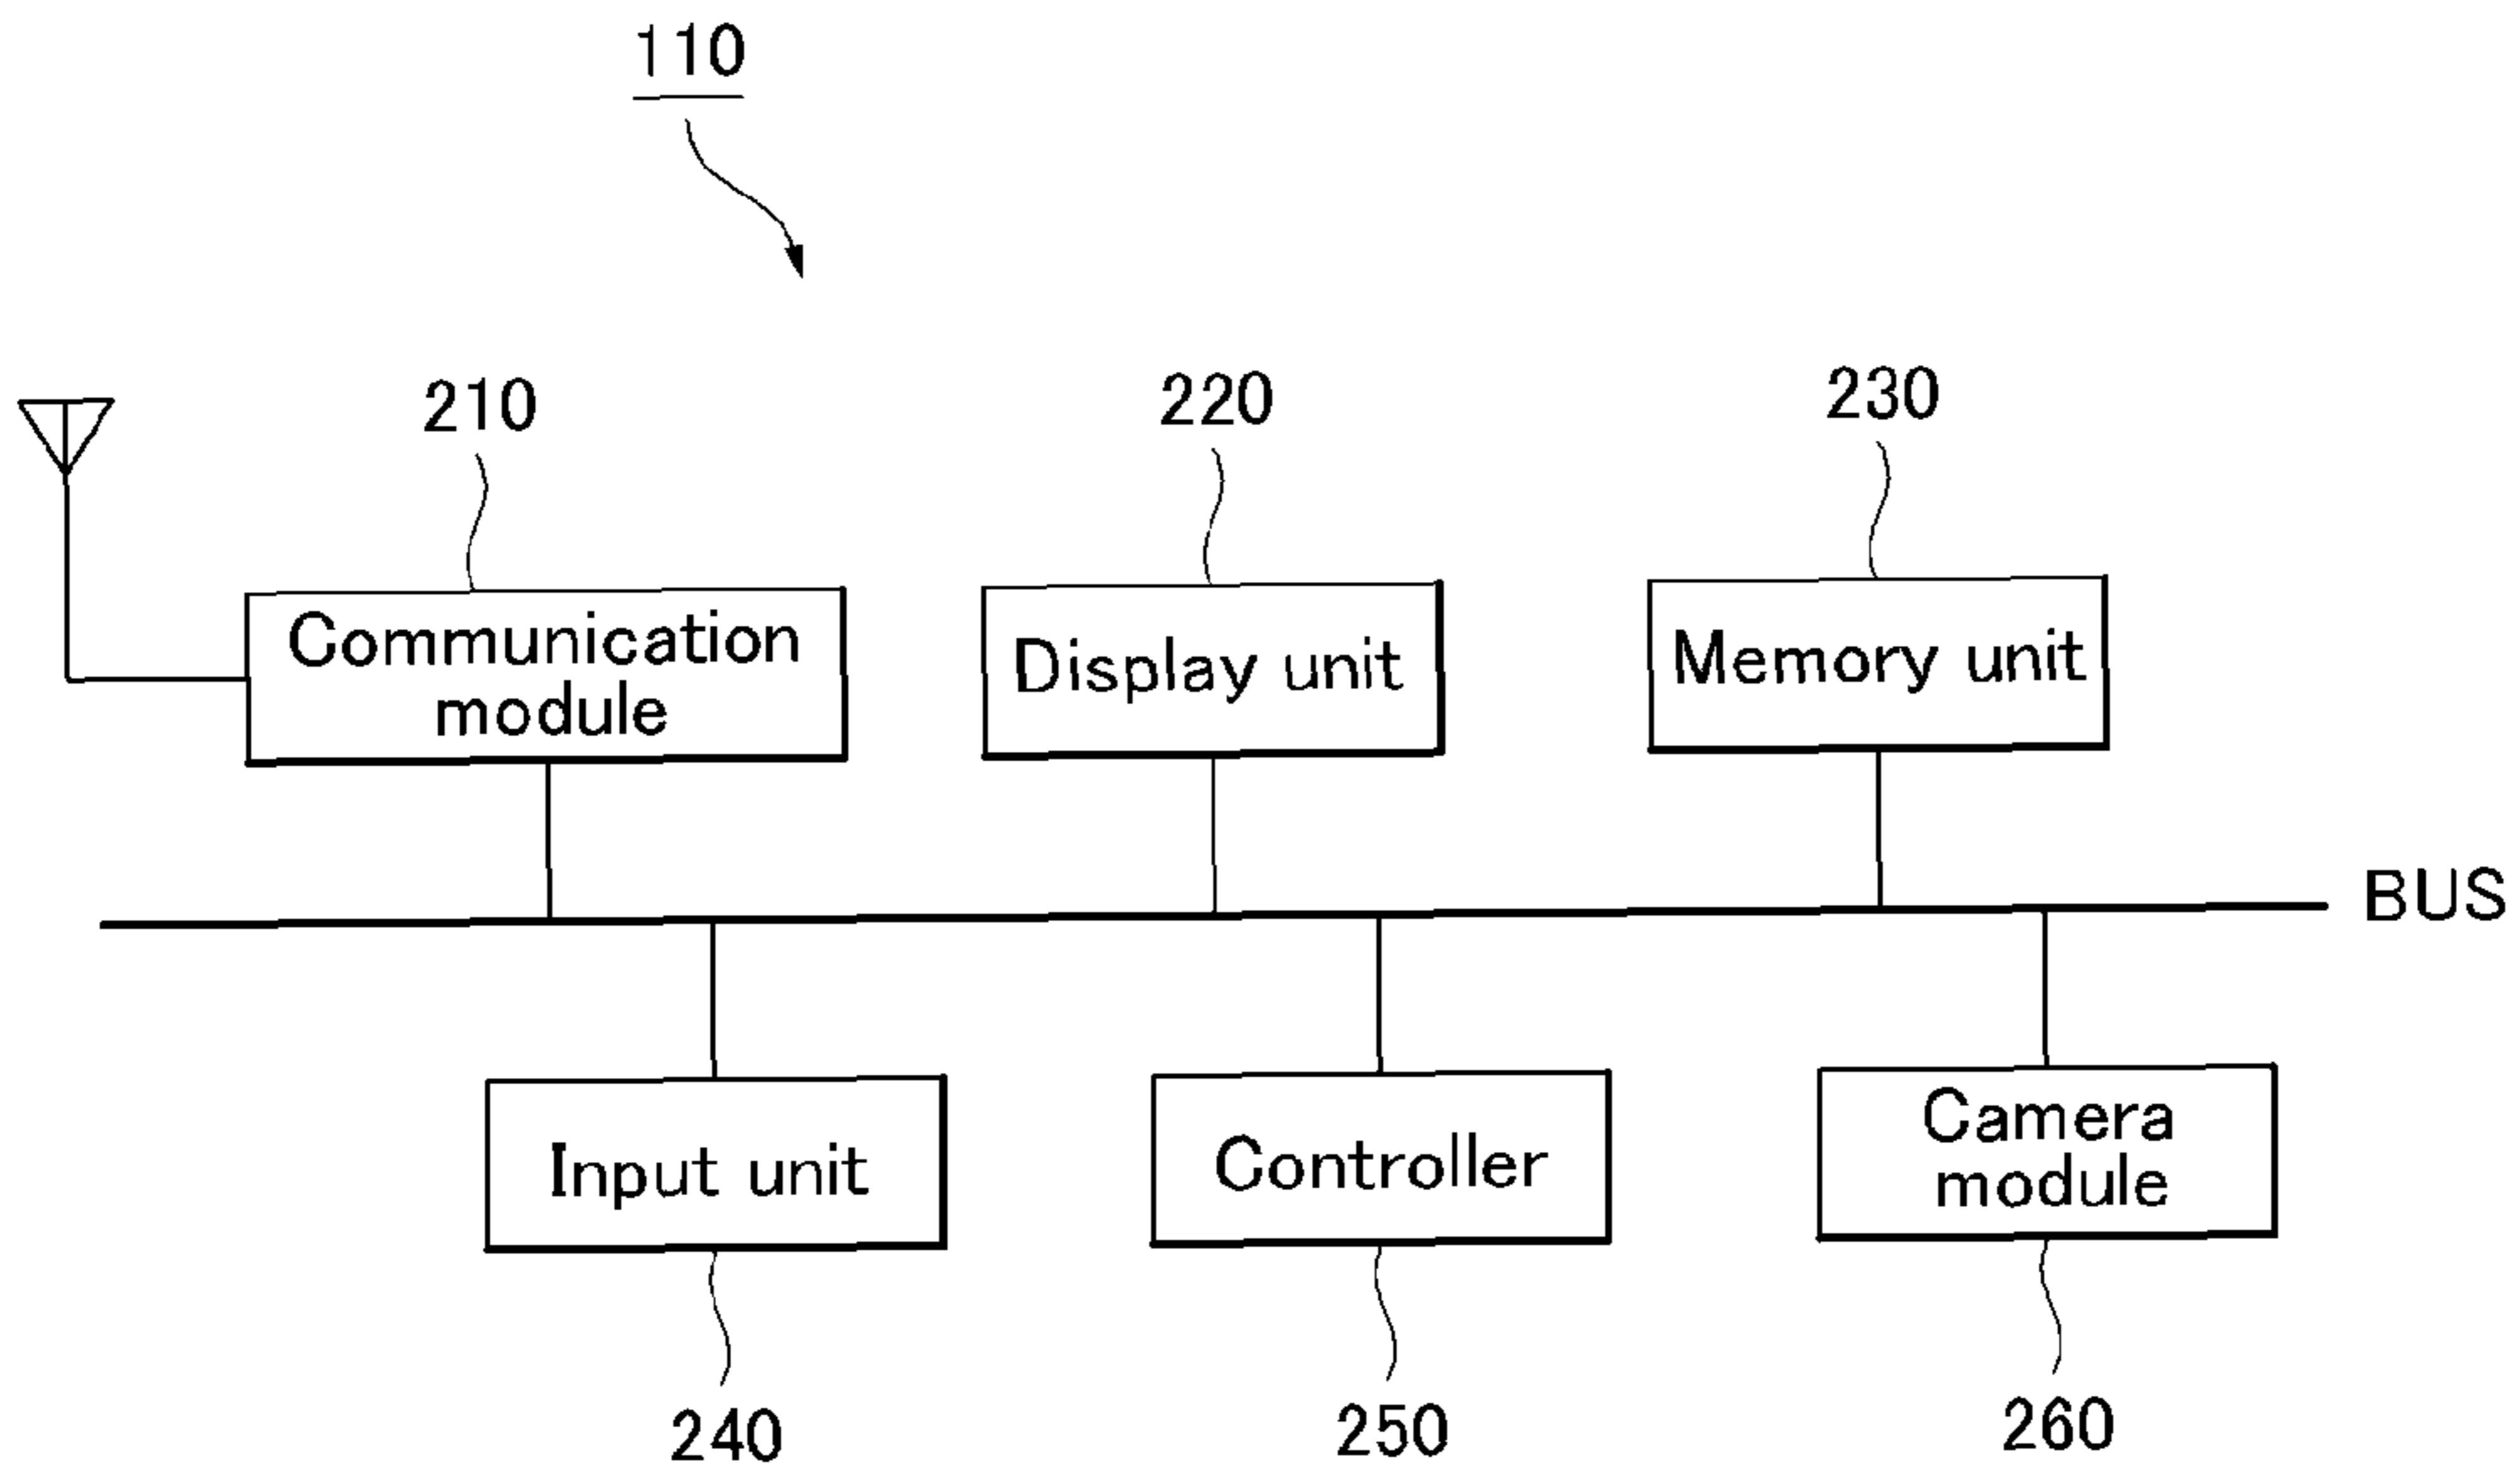 110
210
220
230
Communication
module
Display unit
Memory unit
BUS
Input unit
Controller
Camera
module
240
250
260